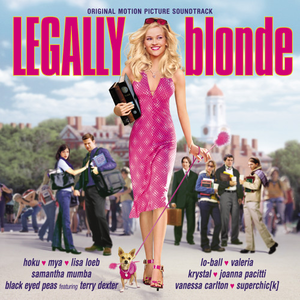 ORIGINAL MOTION PICTURE SOUNDTRACK
LEGALLY blonde
hoku ♥ mya ♥ lisa loeb
samantha mumba
black eyed peas featuring terry dexter
lo-ball ♥ valeria
krystal ♥ joanna pacitti
vanessa carlton ♥ superchic[k]